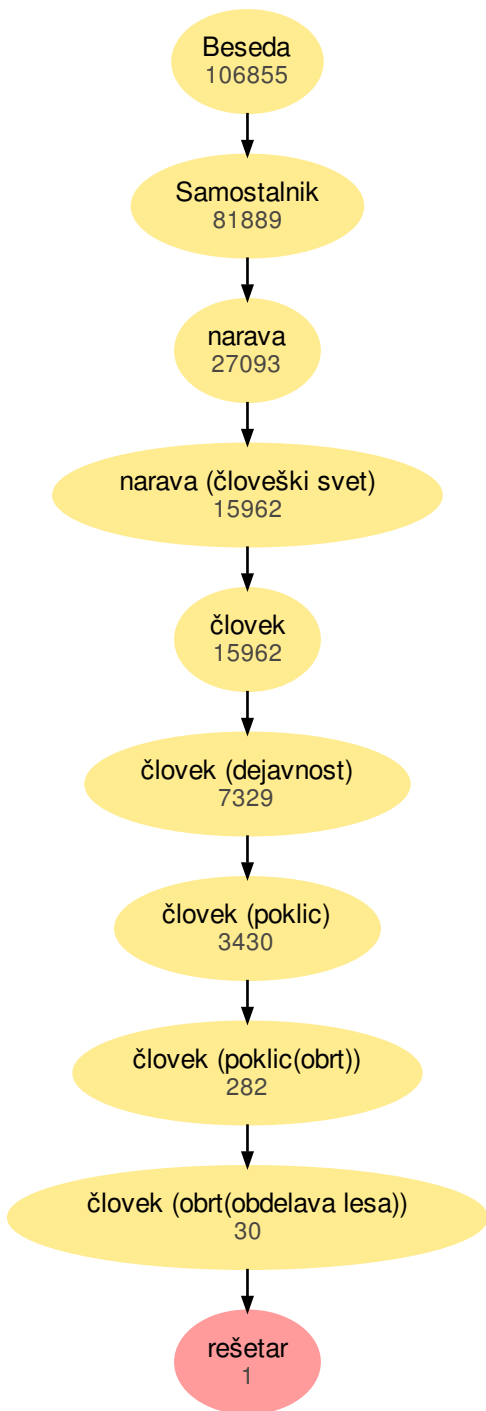 Beseda
106855
Samostalnik
81889
narava
27093
narava (človeški svet)
15962
človek
15962
človek (dejavnost)
7329
človek (poklic)
3430
človek (poklic(obrt))
282
človek (obrt(obdelava lesa))
30
rešetar
1